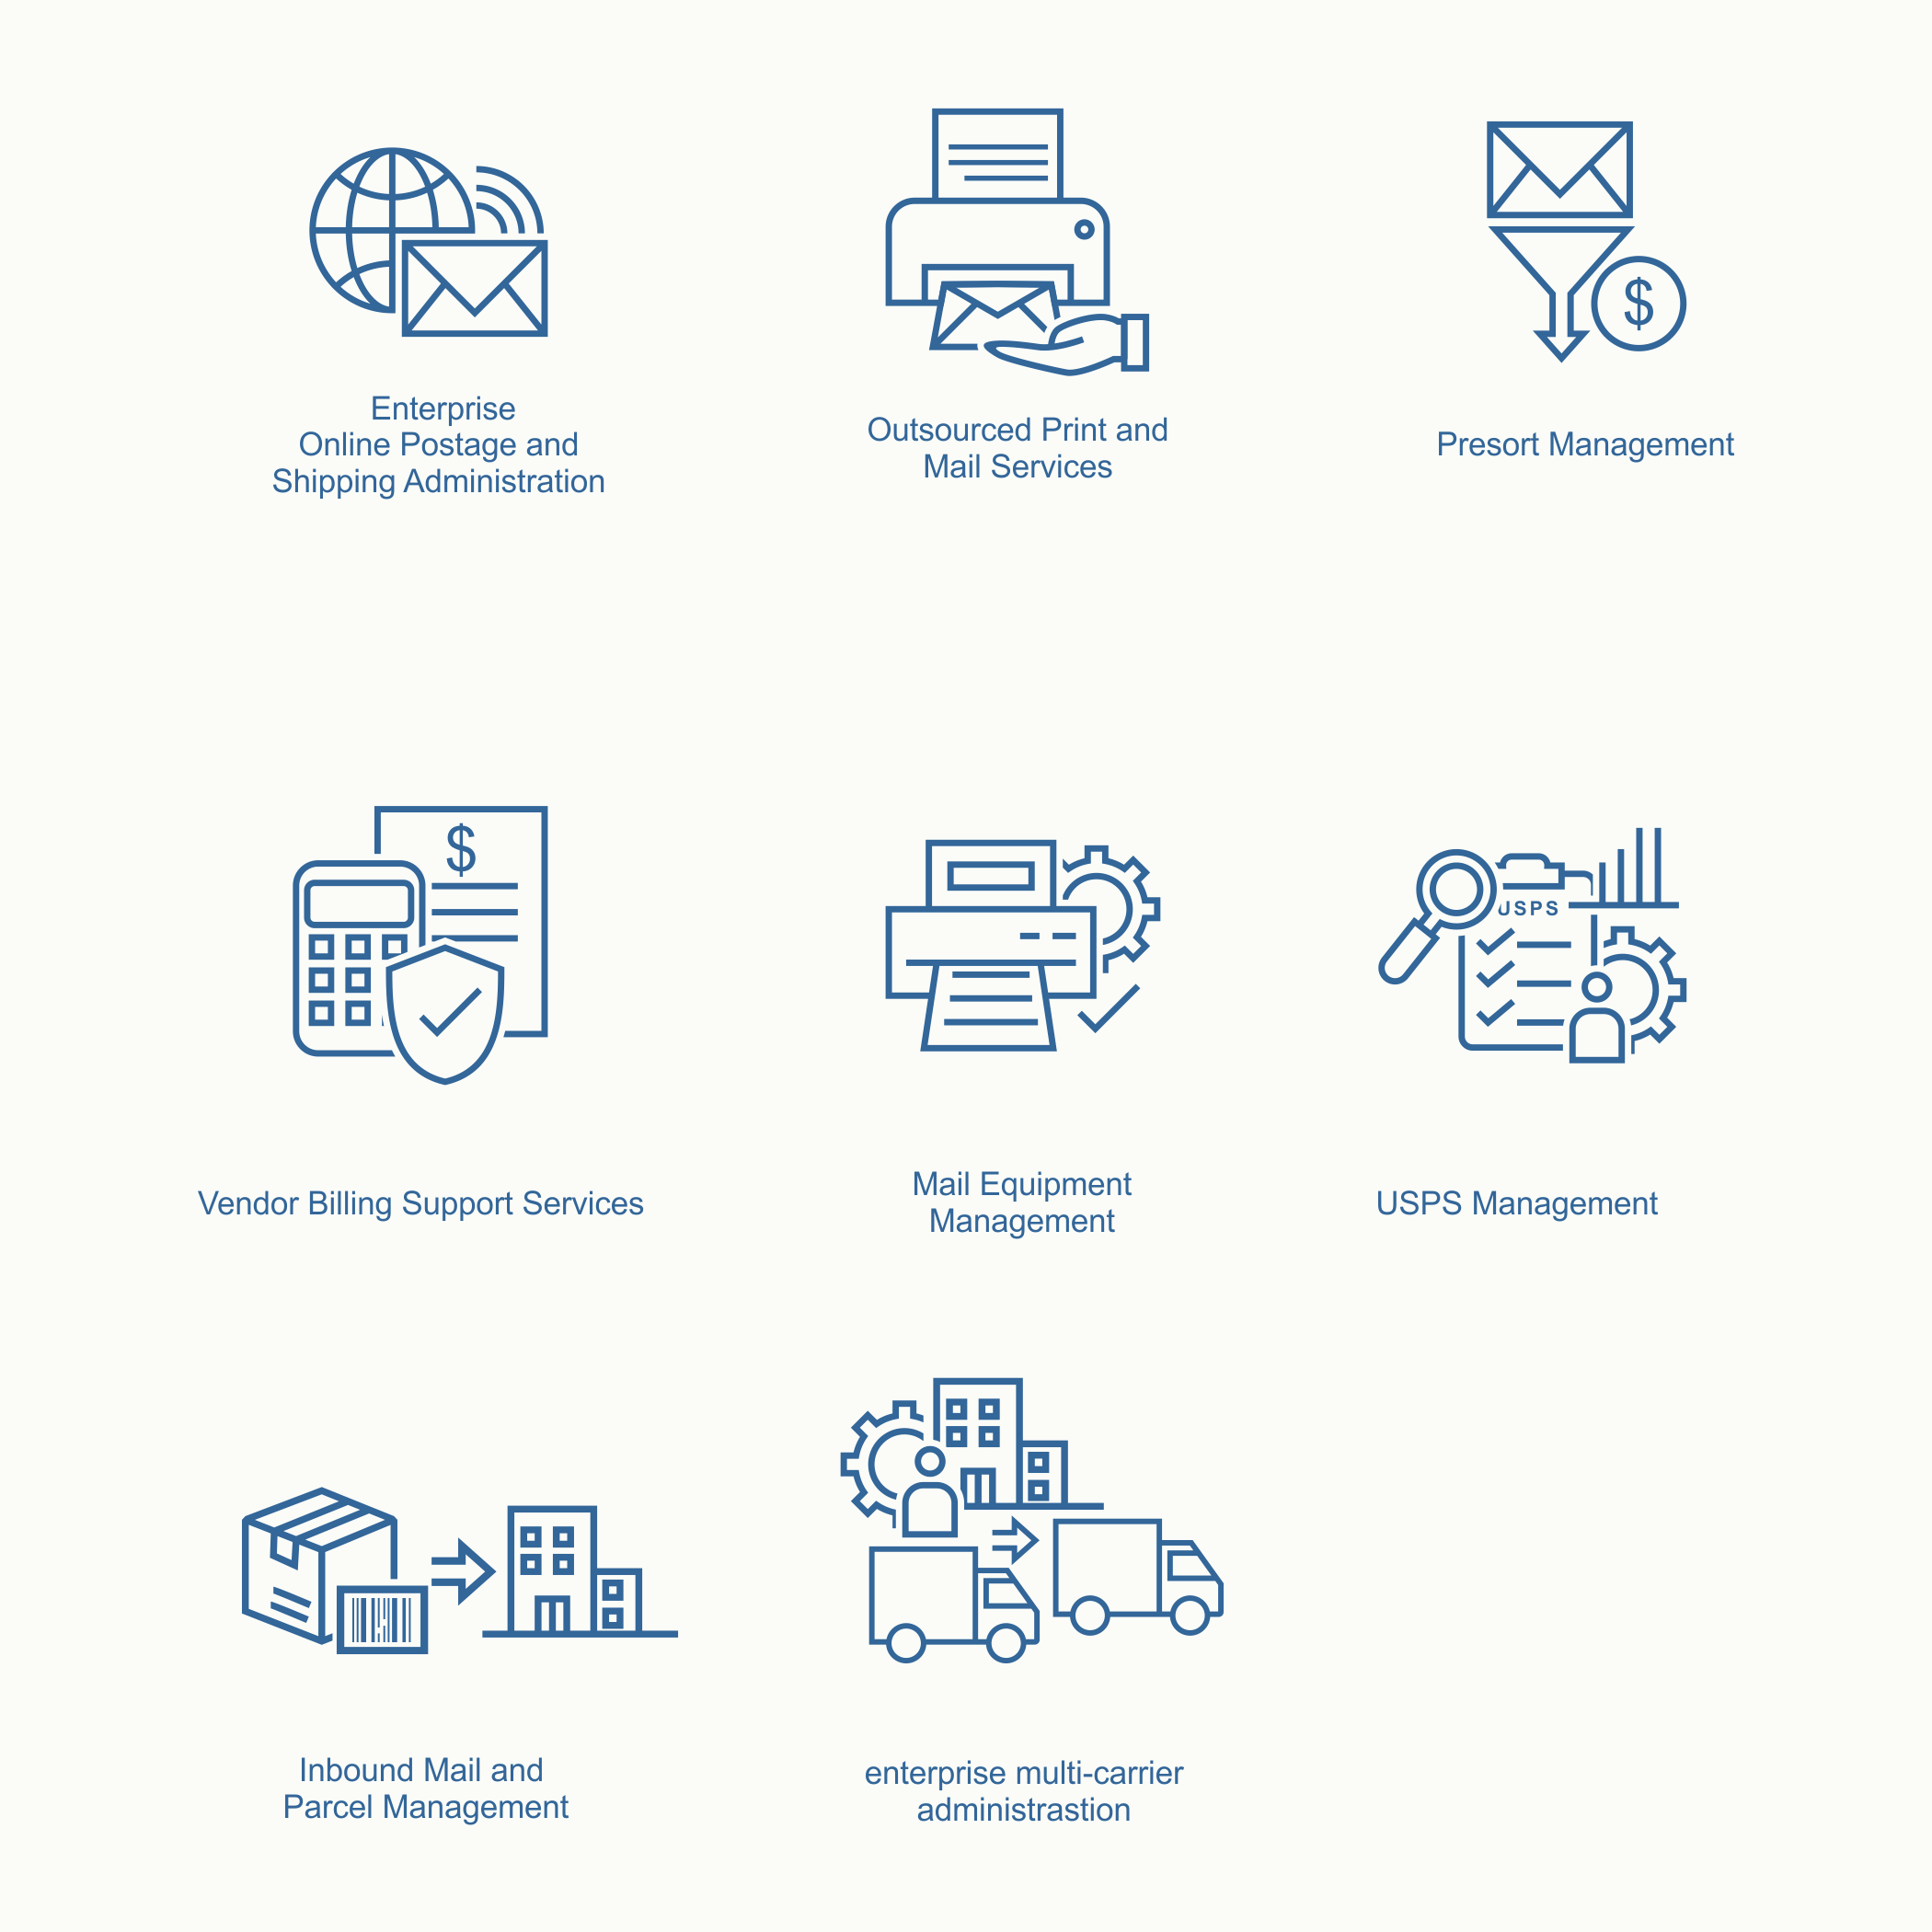 $
Enterprise
Online Postage and
Shipping Administration
Outsourced Print and
Mail Services
Presort Management
$
USPS
Vendor Billing Support Services
Mail Equipment
Management
USPS Management
Inbound Mail and
Parcel Management
enterprise multi-carrier
administrastion